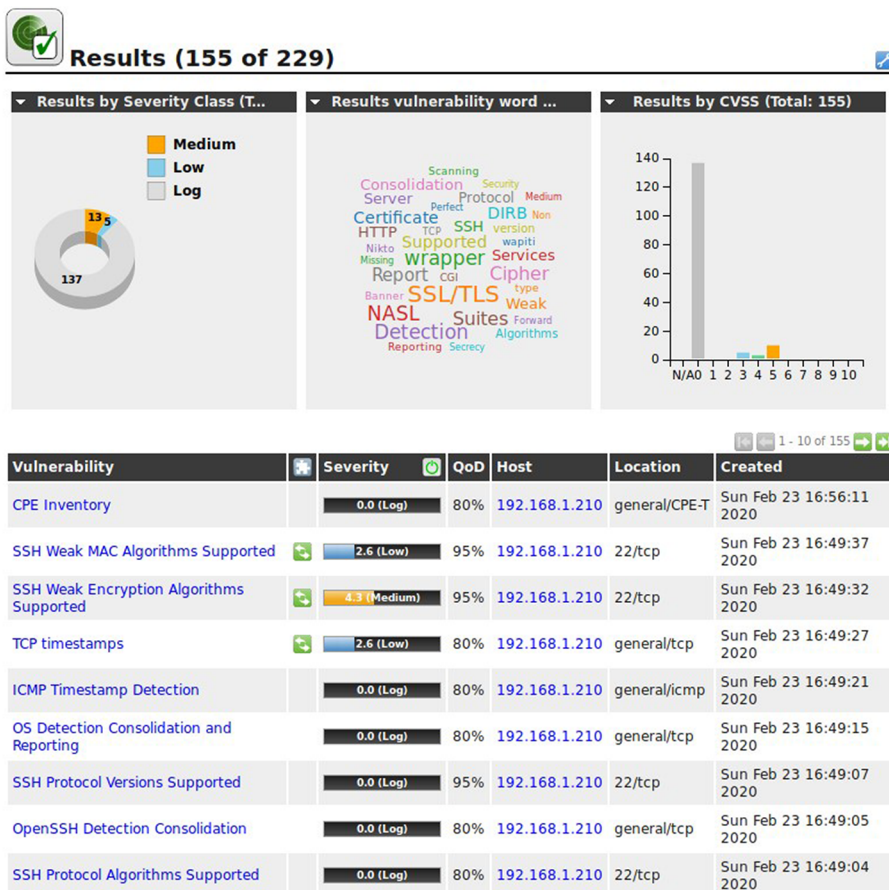 Results (155 of 229)
Results by Severity Class (T...
Medium
Low
Log
13
5
137
Results vulnerability word ...
Scanning
Consolidation Security
Server Protocol Medium
Perfect
Certificate DIRB Non
HTTP TCP SSH version
Nikto Supported wapiti
Missing wrapper Services
Report CGI Cipher
Banner SSL/TLS type
Weak
NASL Suites Forward
Detection Algorithms
Reporting Secrecy
Results by CVSS (Total: 155)
140
120
100
80
60
40
20
0
N/A0 1 2 3 4 5 6 7 8 9 10
1 - 10 of 155
Vulnerability Severity QoD Host Location Created
CPE Inventory 0.0 (Log) 80% 192.168.1.210 general/CPE-T Sun Feb 23 16:56:11
2020
SSH Weak MAC Algorithms Supported 2.6 (Low) 95% 192.168.1.210 22/tcp Sun Feb 23 16:49:37
2020
SSH Weak Encryption Algorithms
Supported 4.3 (Medium) 95% 192.168.1.210 22/tcp Sun Feb 23 16:49:32
2020
TCP timestamps 2.6 (Low) 80% 192.168.1.210 general/tcp Sun Feb 23 16:49:27
2020
ICMP Timestamp Detection 0.0 (Log) 80% 192.168.1.210 general/icmp Sun Feb 23 16:49:21
2020
OS Detection Consolidation and
Reporting 0.0 (Log) 80% 192.168.1.210 general/tcp Sun Feb 23 16:49:15
2020
SSH Protocol Versions Supported 0.0 (Log) 95% 192.168.1.210 22/tcp Sun Feb 23 16:49:07
2020
OpenSSH Detection Consolidation 0.0 (Log) 80% 192.168.1.210 general/tcp Sun Feb 23 16:49:05
2020
SSH Protocol Algorithms Supported 0.0 (Log) 80% 192.168.1.210 22/tcp Sun Feb 23 16:49:04
2020